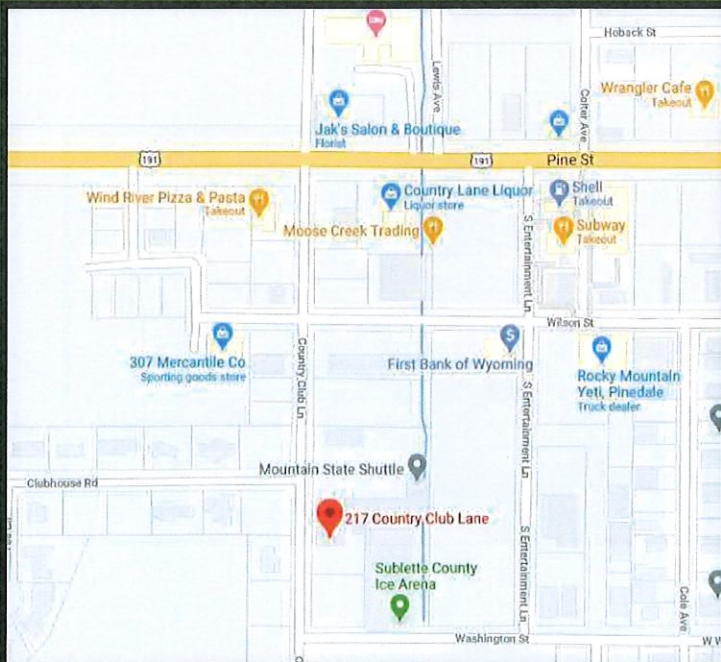 Hoback St
Lewis Ave
Colter Ave
Wrangler Cafe
Takeout
Jak's Salon & Boutique
Florist
191
191
Pine St
Wind River Pizza & Pasta
Takeout
Country Lane Liquor
Liquor store
Shell
Takeout
Moose Creek Trading
Subway
Takeout
S Entertainment Ln
Wilson St
307 Mercantile Co
Sporting goods store
Country Club Ln
First Bank of Wyoming
Rocky Mountain
Yeti, Pinedale
Truck dealer
S Entertainment Ln
Mountain State Shuttle
Clubhouse Rd
217 Country Club Lane
S Entertainment Ln
Sublette County
Ice Arena
Cole Ave
Washington St